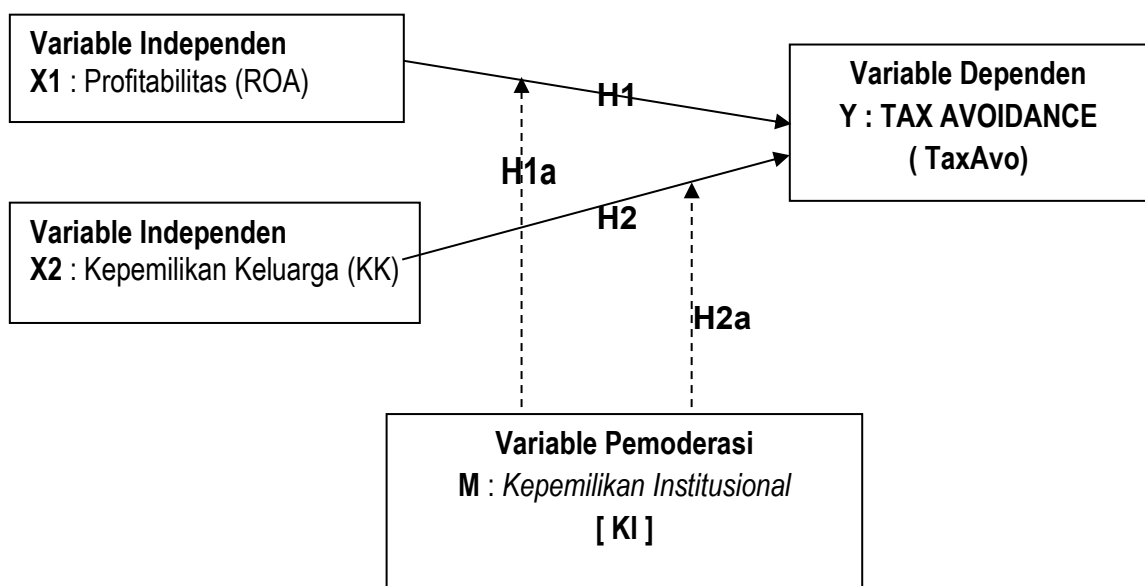 Variable Independen
X1 : Profitabilitas (ROA)
Variable Dependen
Y : TAX AVOIDANCE
( TaxAvo)
H1
H1a
Variable Independen
X2 : Kepemilikan Keluarga (KK)
H2
H2a
Variable Pemoderasi
M : Kepemilikan Institusional
[ KI ]